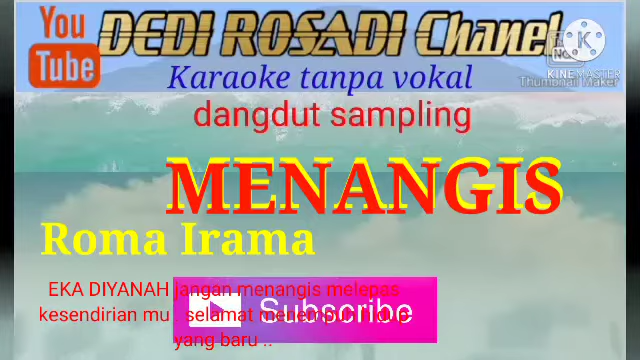 You
Tube
DEDI ROSADI Chanel
KINEMASTER
Thumbnail Maker
Karaoke tanpa vokal
dangdut sampling
MENANGIS
Roma Irama
EKA DIYANAH jangan menangis melepas
kesendirian mu selamat menempuh hidup
yang baru ..
Subscribe